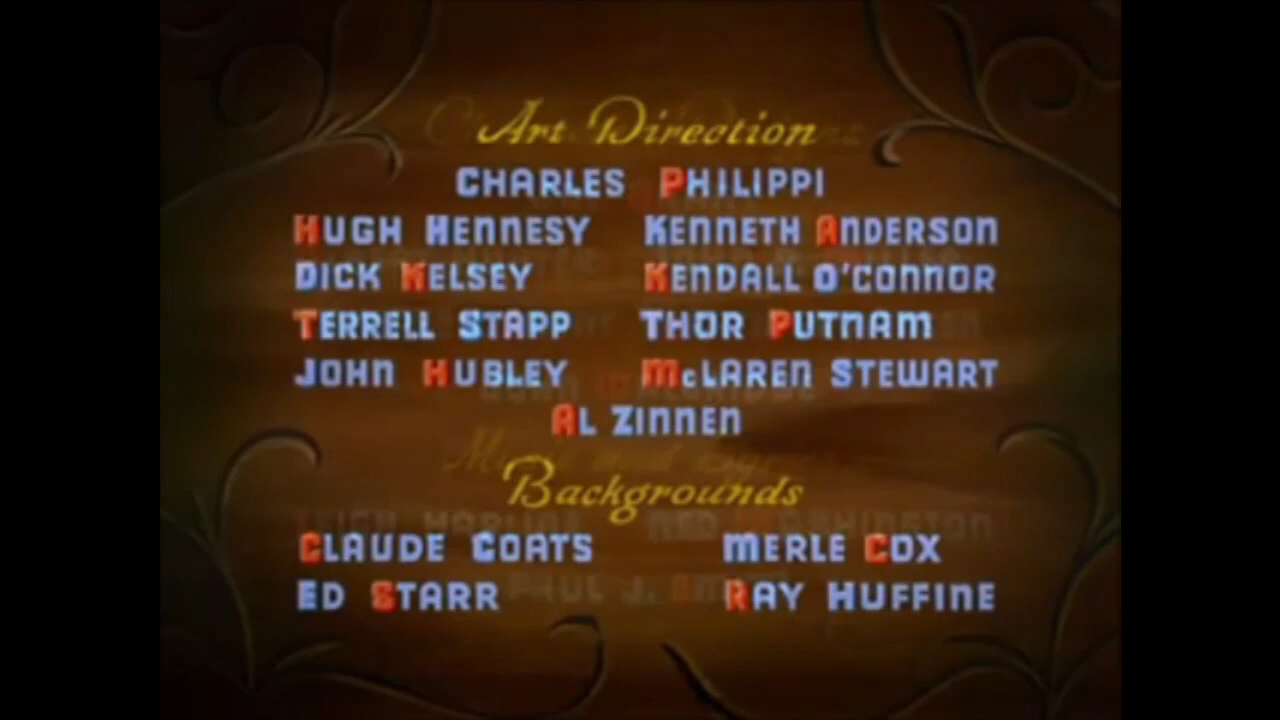 Art Direction
CHARLES PHILIPPI
HUGH HENNESY KENNETH ANDERSON
DICK KELSEY KENDALL O'CONNOR
TERRELL STAPP THOR PUTNAM
JOHN HUBLEY McLAREN STEWART
AL ZINNEN
Backgrounds
CLAUDE COATS MERLE COX
ED STARR RAY HUFFINE